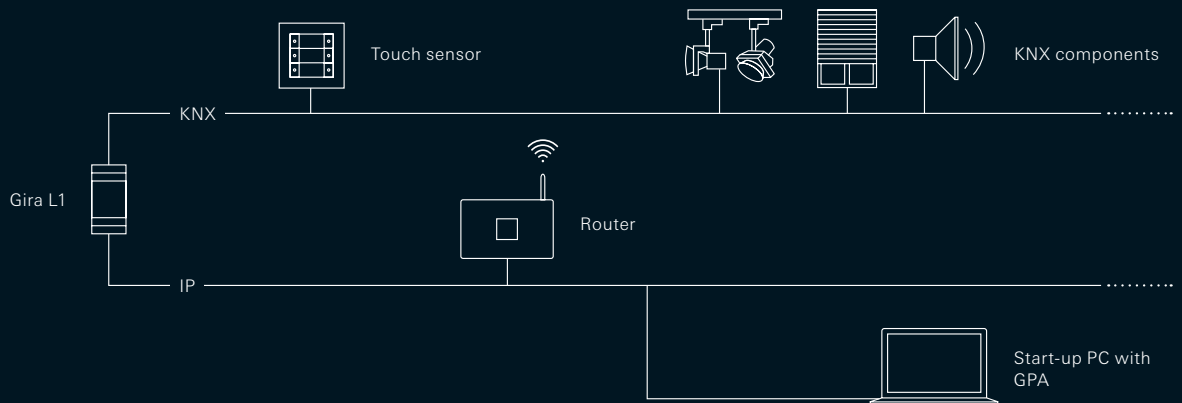 Touch sensor
KNX components
KNX
Gira L1
Router
IP
Start-up PC with
GPA